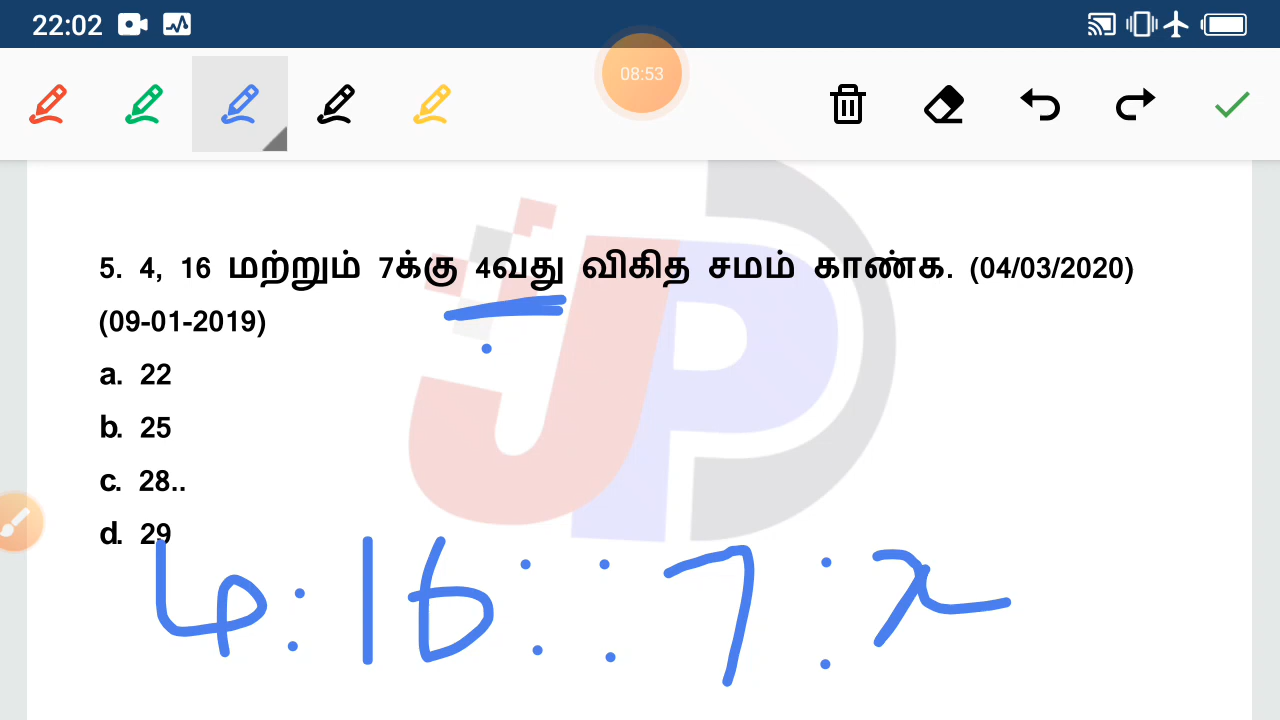 22:02
08:53
5. 4, 16 மற்றும் 7க்கு 4வது விகித சமம் காண்க. (04/03/2020)
(09-01-2019)
a. 22
b. 25
c. 28..
d. 29
4 : 16 : : 7 : x
JP